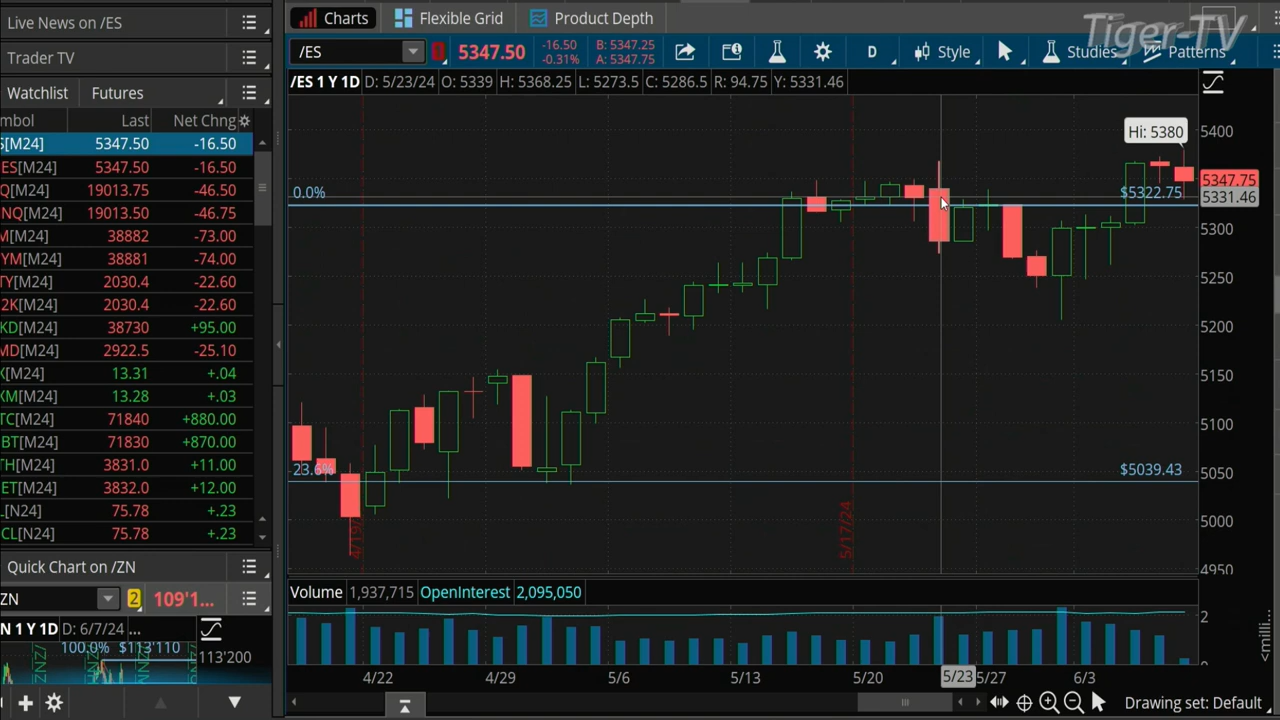 Live News on /ES
Charts
Flexible Grid
Product Depth
Tiger-TV
Trader TV
/ES
5347.50
-16.50
-0.31%
B: 5347.25
A: 5347.75
D
Style
Studies
Patterns
Watchlist
Futures
/ES 1 Y 1D
D: 5/23/24
O: 5339
H: 5368.25
L: 5273.5
C: 5286.5
R: 94.75
Y: 5331.46
mbol
Last
Net Chng
S[M24] 5347.50 -16.50
ES[M24] 5347.50 -16.50
Q[M24] 19013.75 -46.50
NQ[M24] 19013.50 -46.75
M[M24] 38882 -73.00
YM[M24] 38881 -74.00
TY[M24] 2030.4 -22.60
2K[M24] 2030.4 -22.60
KD[M24] 38730 +95.00
MD[M24] 2922.5 -25.10
X[M24] 13.31 +.04
XM[M24] 13.28 +.03
TC[M24] 71840 +880.00
BT[M24] 71830 +870.00
TH[M24] 3831.0 +11.00
ET[M24] 3832.0 +12.00
L[N24] 75.78 +.23
CL[N24] 75.78 +.23
Hi: 5380
5400
5347.75
5331.46
5300
5250
5200
5150
5100
5050
5000
4950
0.0%
$5322.75
23.6%
$5039.43
4/19/
5/17/24
Quick Chart on /ZN
ZN
2
109'1...
N 1 Y 1D
D: 6/7/24
...
100.0%
$113'110
113'200
Volume
1,937,715
OpenInterest
2,095,050
2
0
<milli...
4/22
4/29
5/6
5/13
5/20
5/23
5/27
6/3
Drawing set: Default